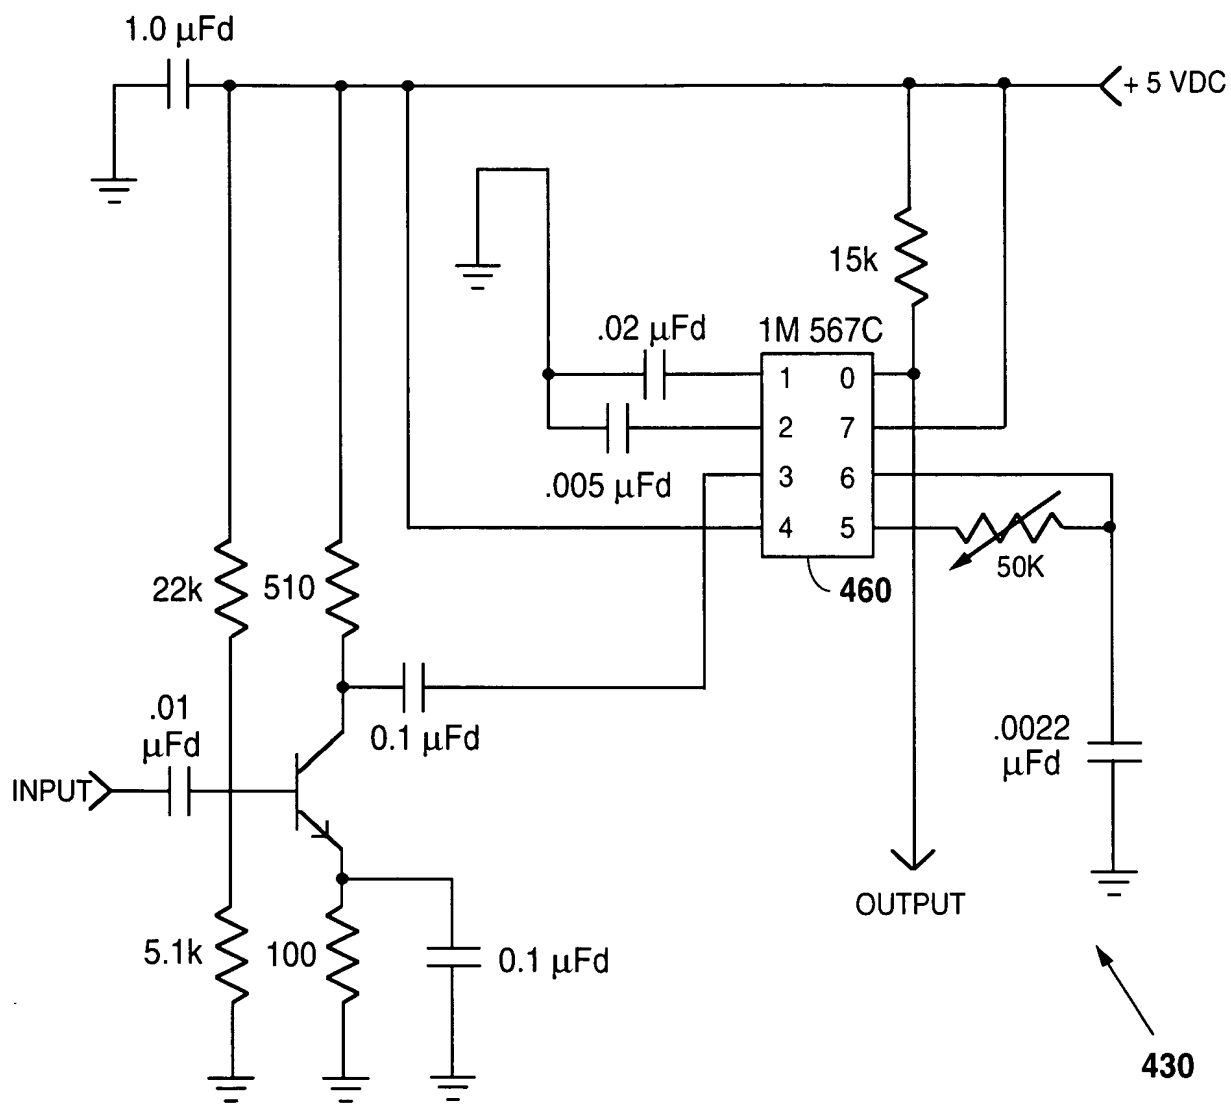 1.0 µFd
+ 5 VDC
15k
.02 µFd
1M 567C
1 0
2 7
.005 µFd
3 6
4 5
50K
460
22k
510
.01
µFd
0.1 µFd
.0022
µFd
INPUT
OUTPUT
5.1k
100
0.1 µFd
430